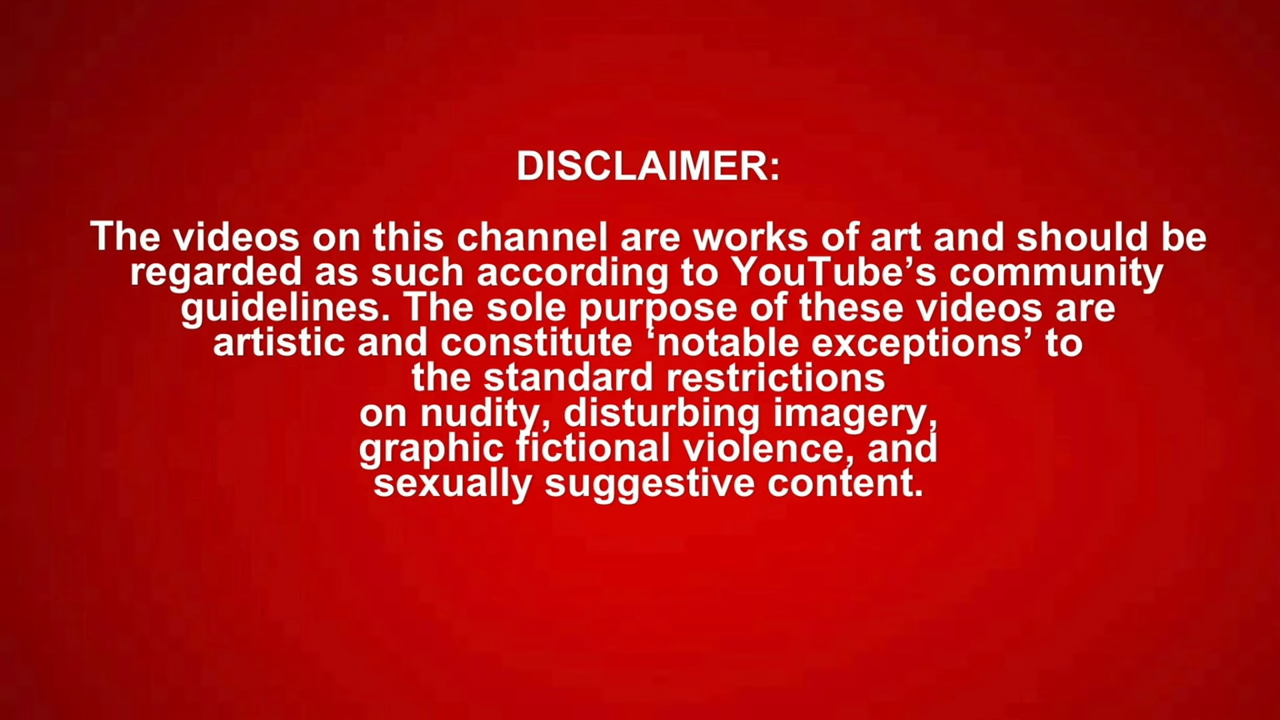 DISCLAIMER:
The videos on this channel are works of art and should be
regarded as such according to YouTube’s community
guidelines. The sole purpose of these videos are
artistic and constitute ‘notable exceptions’ to
the standard restrictions
on nudity, disturbing imagery,
graphic fictional violence, and
sexually suggestive content.